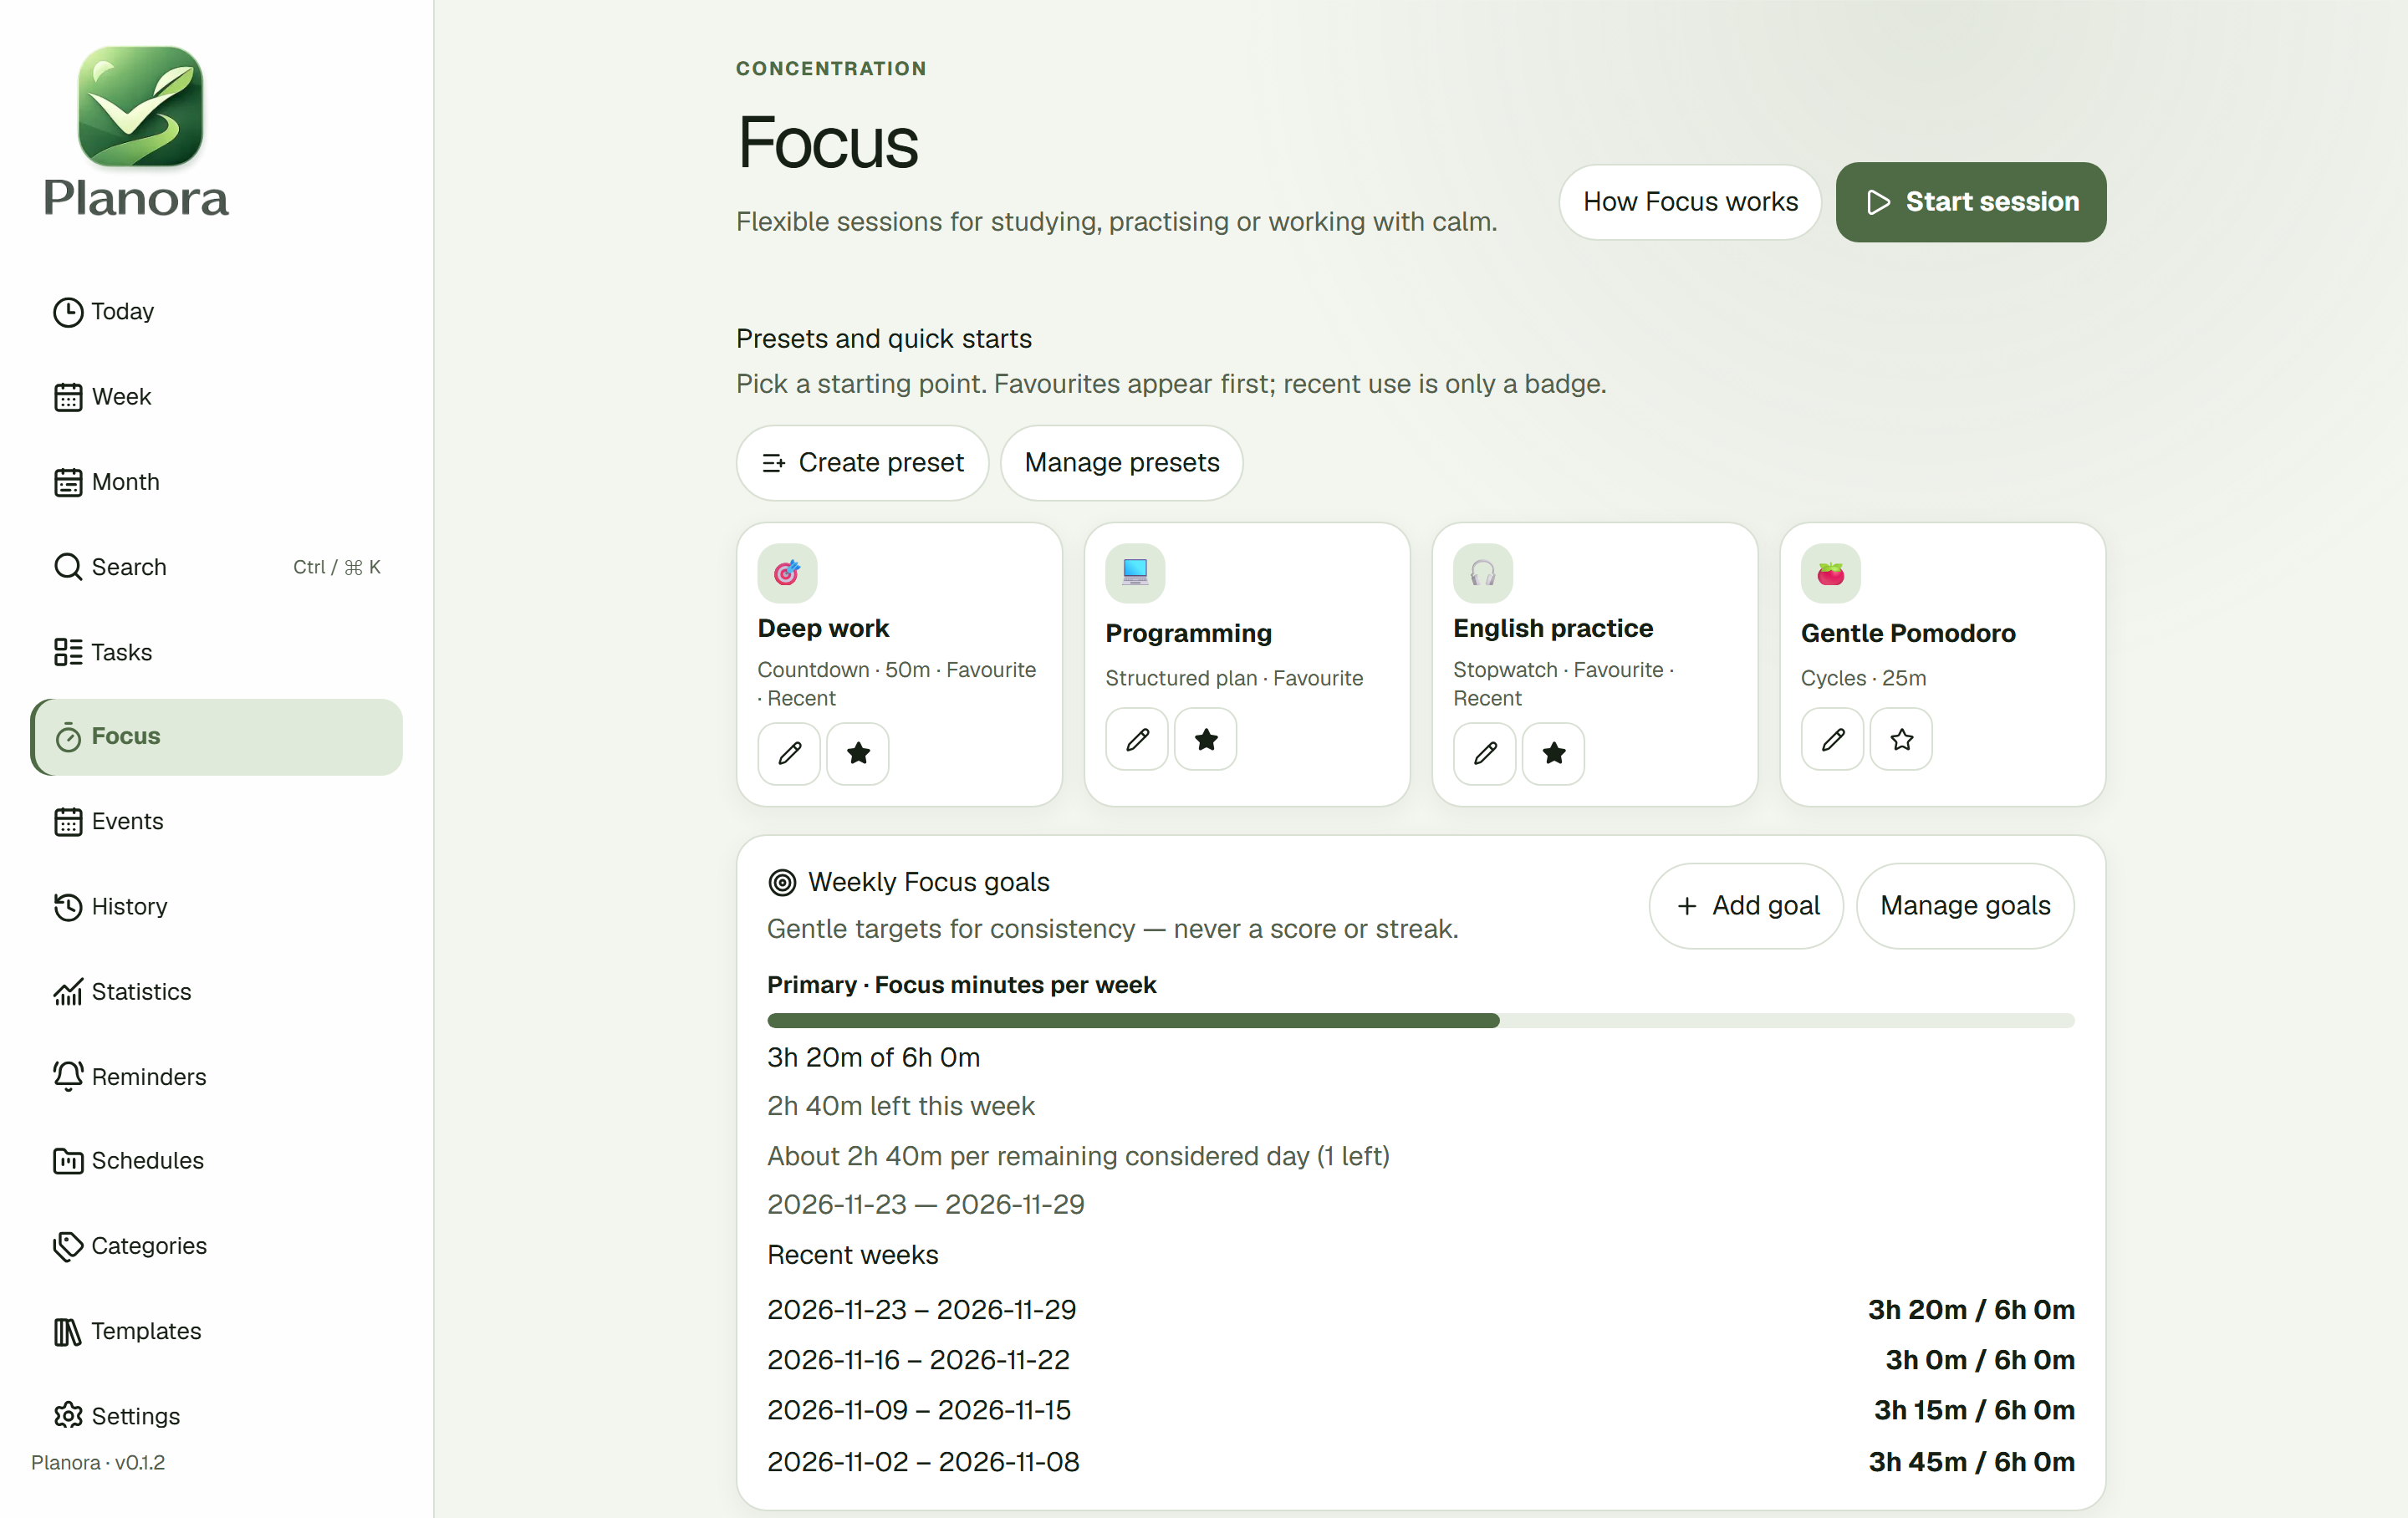 Planora
Today
Week
Month
Search Ctrl / ⌘ K
Tasks
Focus
Events
History
Statistics
Reminders
Schedules
Categories
Templates
Settings
Planora · v0.1.2
CONCENTRATION
Focus
Flexible sessions for studying, practising or working with calm.
How Focus works
Start session
Presets and quick starts
Pick a starting point. Favourites appear first; recent use is only a badge.
Create preset
Manage presets
Deep work
Countdown · 50m · Favourite
· Recent
Programming
Structured plan · Favourite
English practice
Stopwatch · Favourite ·
Recent
Gentle Pomodoro
Cycles · 25m
Weekly Focus goals
Gentle targets for consistency — never a score or streak.
Add goal
Manage goals
Primary · Focus minutes per week
3h 20m of 6h 0m
2h 40m left this week
About 2h 40m per remaining considered day (1 left)
2026-11-23 — 2026-11-29
Recent weeks
2026-11-23 – 2026-11-29 3h 20m / 6h 0m
2026-11-16 – 2026-11-22 3h 0m / 6h 0m
2026-11-09 – 2026-11-15 3h 15m / 6h 0m
2026-11-02 – 2026-11-08 3h 45m / 6h 0m